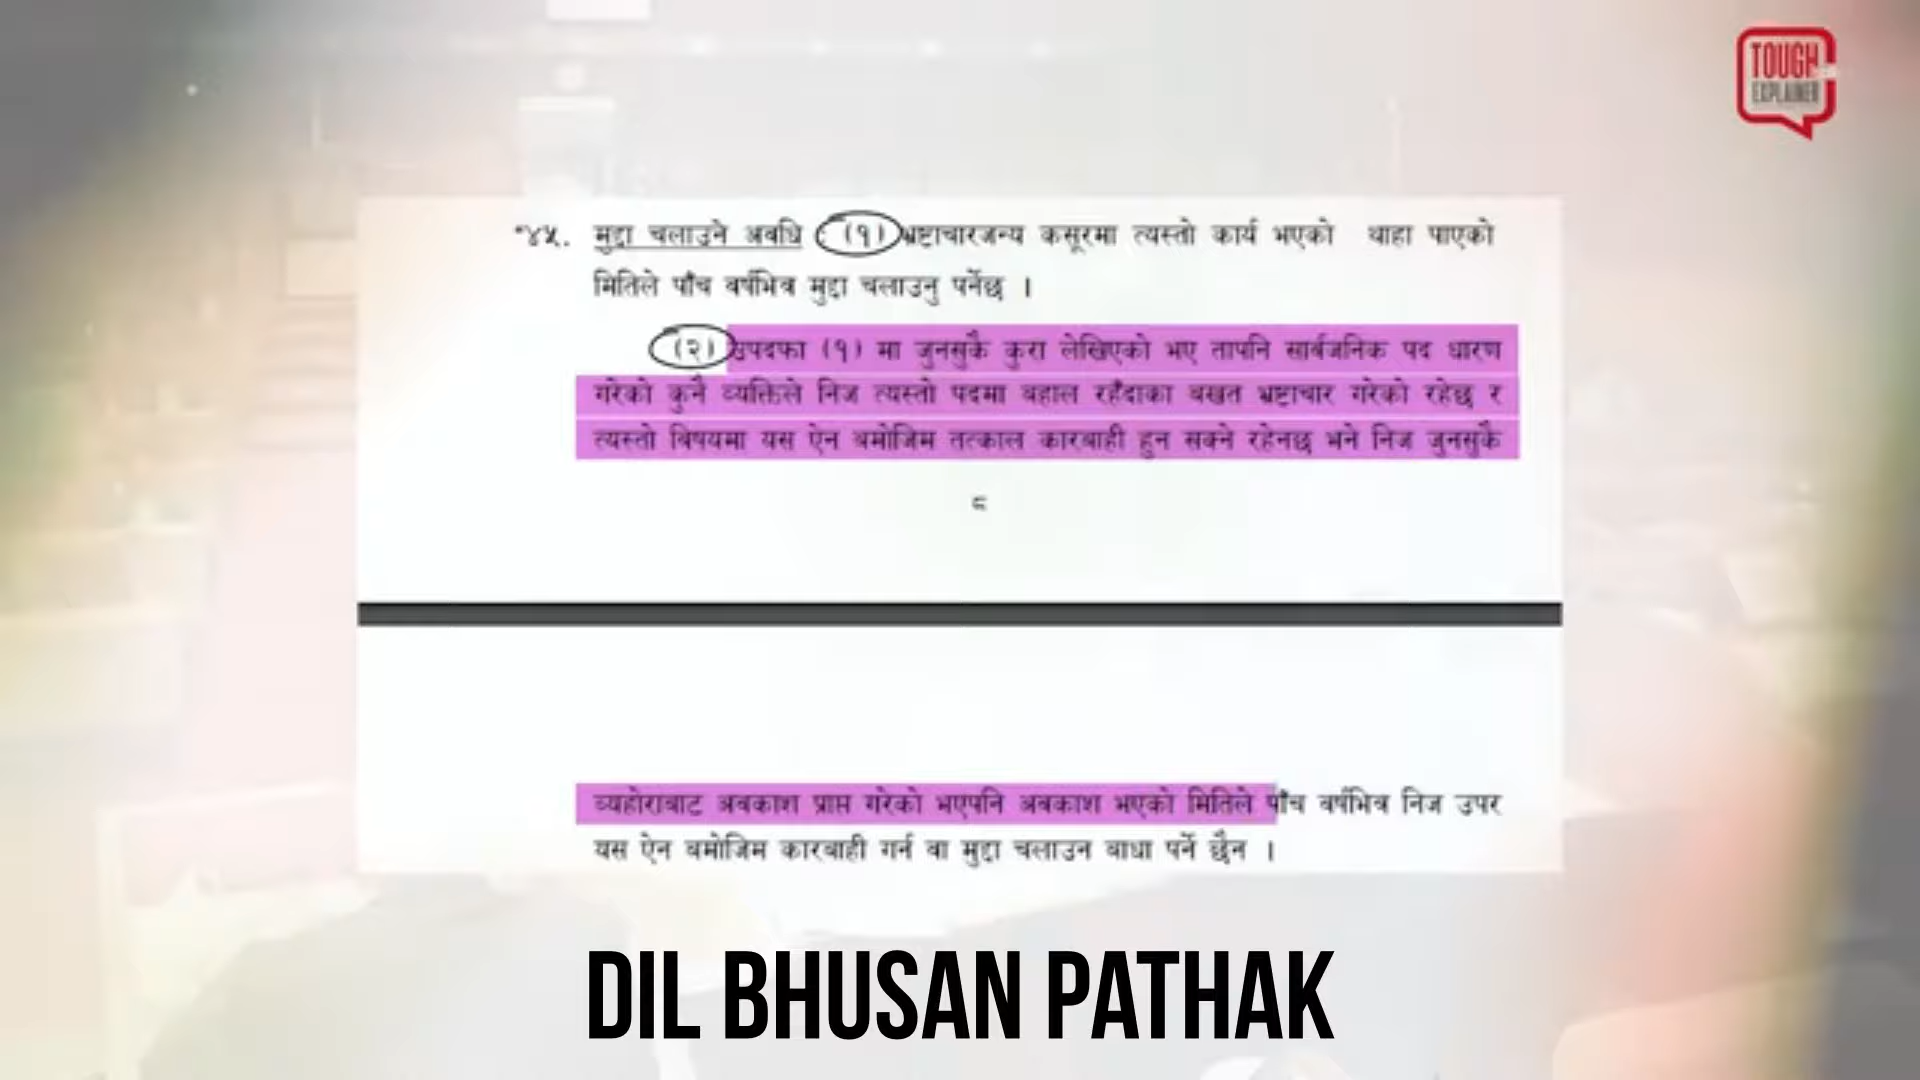 TOUGH
EXPLAINER
"४५. मुद्दा चलाउने अवधि : (१) भ्रष्टाचारजन्य कसूरमा त्यस्तो कार्य भएको थाहा पाएको
मितिले पाँच वर्षभित्र मुद्दा चलाउनु पर्नेछ ।
(२) उपदफा (१) मा जुनसुकै कुरा लेखिएको भए तापनि सार्वजनिक पद धारण
गरेको कुनै व्यक्तिले निज त्यस्तो पदमा बहाल रहँदाका बखत भ्रष्टाचार गरेको रहेछ र
त्यस्तो विषयमा यस ऐन बमोजिम तत्काल कारबाही हुन सक्ने रहेनछ भने निज जुनसुकै
८
व्यहोराबाट अवकाश प्राप्त गरेको भएपनि अवकाश भएको मितिले पाँच वर्षभित्र निज उपर
यस ऐन बमोजिम कारबाही गर्न वा मुद्दा चलाउन बाधा पर्ने छैन ।
DIL BHUSAN PATHAK